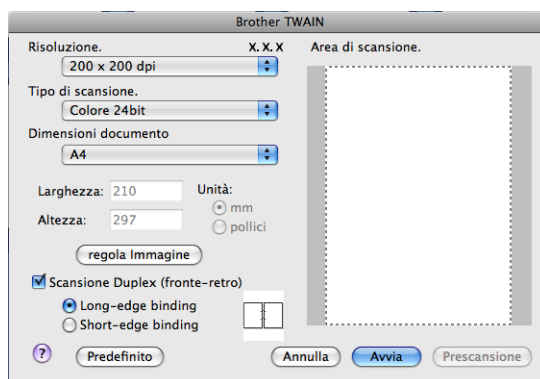 Brother TWAIN
Risoluzione. X.X.X
200 x 200 dpi
Tipo di scansione.
Colore 24bit
Dimensioni documento
A4
Larghezza: 210
Altezza: 297
Unità:
mm
pollici
regola Immagine
Scansione Duplex (fronte-retro)
Long-edge binding
Short-edge binding
? Predefinito
Area di scansione.
Annulla Avvia Prescansione